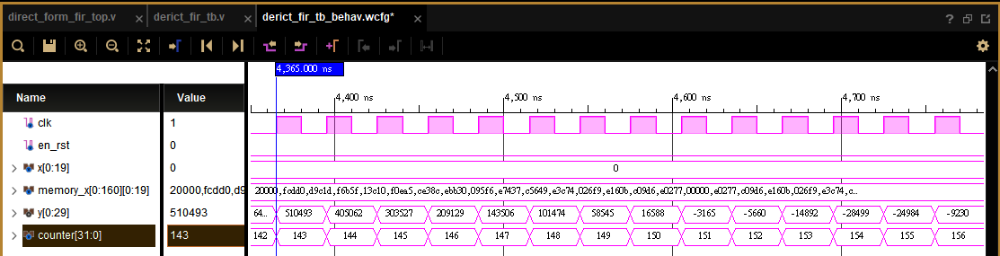 direct_form_fir_top.v × derict_fir_tb.v × derict_fir_tb_behav.wcfg* × ?
4,365.000 ns
Name Value
4,400 ns 4,500 ns 4,600 ns 4,700 ns
clk 1
en_rst 0
x[0:19] 0 0
memory_x[0:160][0:19] 20000,fcdd0,d9 20000,fcdd0,d9c1d,f6b5f,13c10,f0ea5,ce38c,ebb30,095f6,e7437,c5649,e3c74,026f9,e160b,c09d6,e0277,00000,e0277,c09d6,e160b,026f9,e3c74,c…
y[0:29] 510493 64… 510493 405062 303527 209129 143506 101474 58545 16588 -3165 -5660 -14892 -28499 -24984 -9230
counter[31:0] 143 142 143 144 145 146 147 148 149 150 151 152 153 154 155 156